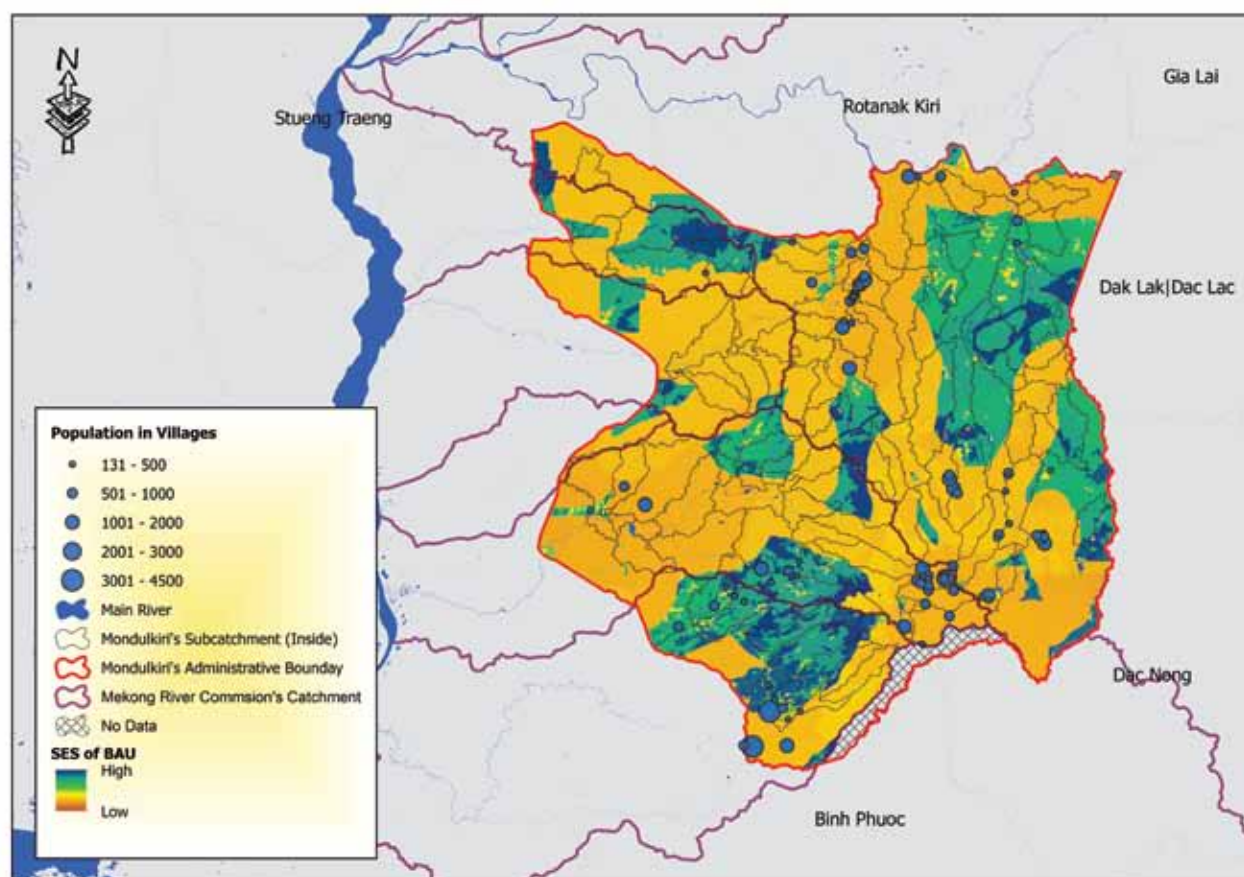 N
Gia Lai
Rotanak Kiri
Stueng Traeng
Dak Lak|Dac Lac
Population in Villages
131 - 500
501 - 1000
1001 - 2000
2001 - 3000
3001 - 4500
Main River
Mondulkiri's Subcatchment (Inside)
Mondulkiri's Administrative Bounday
Mekong River Commsion's Catchment
No Data
SES of BAU
High
Low
Dac Nong
Binh Phuoc